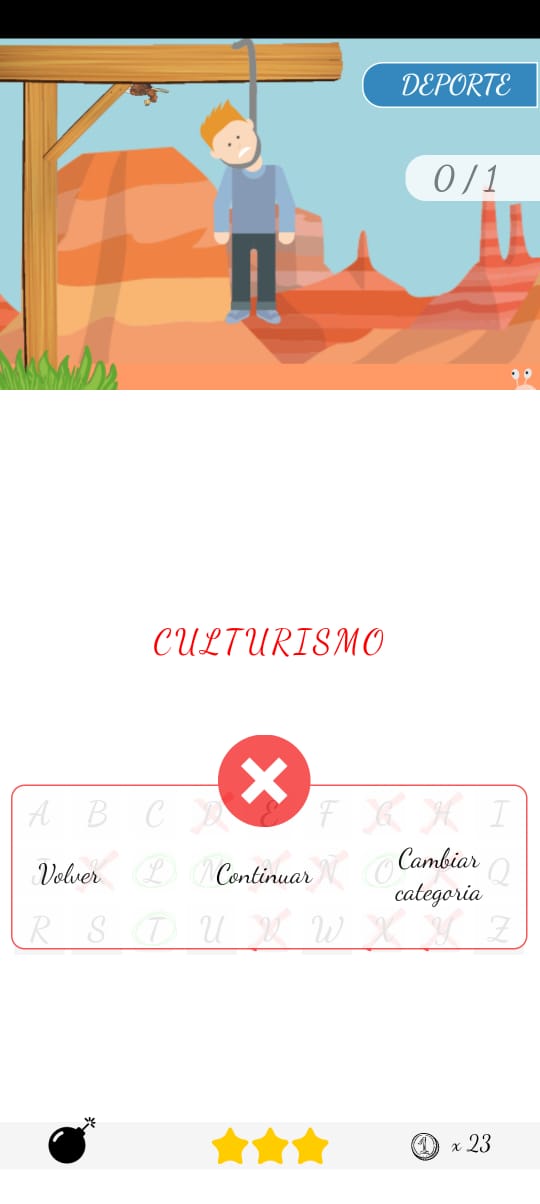 DEPORTE
0 / 1
CULTURISMO
A B C D E F G H I
K L M N Ñ O Q
Volver
Continuar
Cambiar
categoria
R S T U V W X Y Z
1 x 23